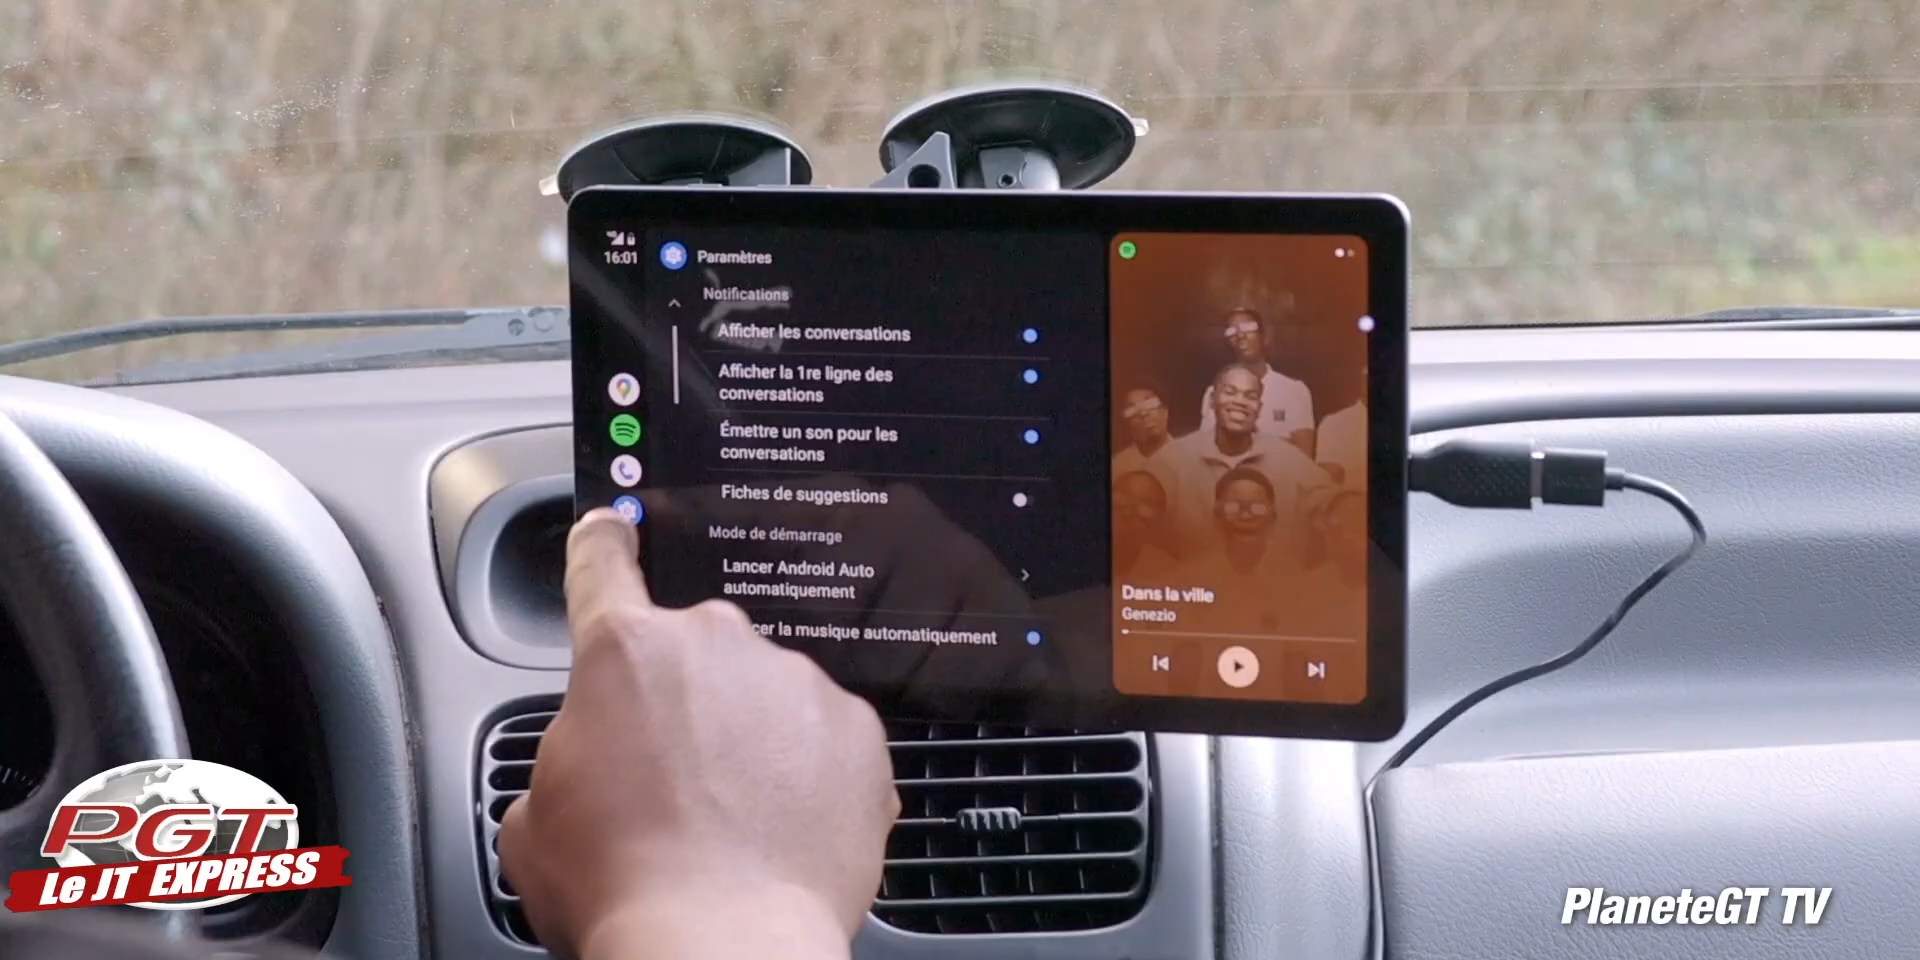 16:01
Paramètres
Notifications
Afficher les conversations
Afficher la 1re ligne des
conversations
Émettre un son pour les
conversations
Fiches de suggestions
Mode de démarrage
Lancer Android Auto
automatiquement
cer la musique automatiquement
Dans la ville
Genezio
PGT
Le JT EXPRESS
PlaneteGT TV